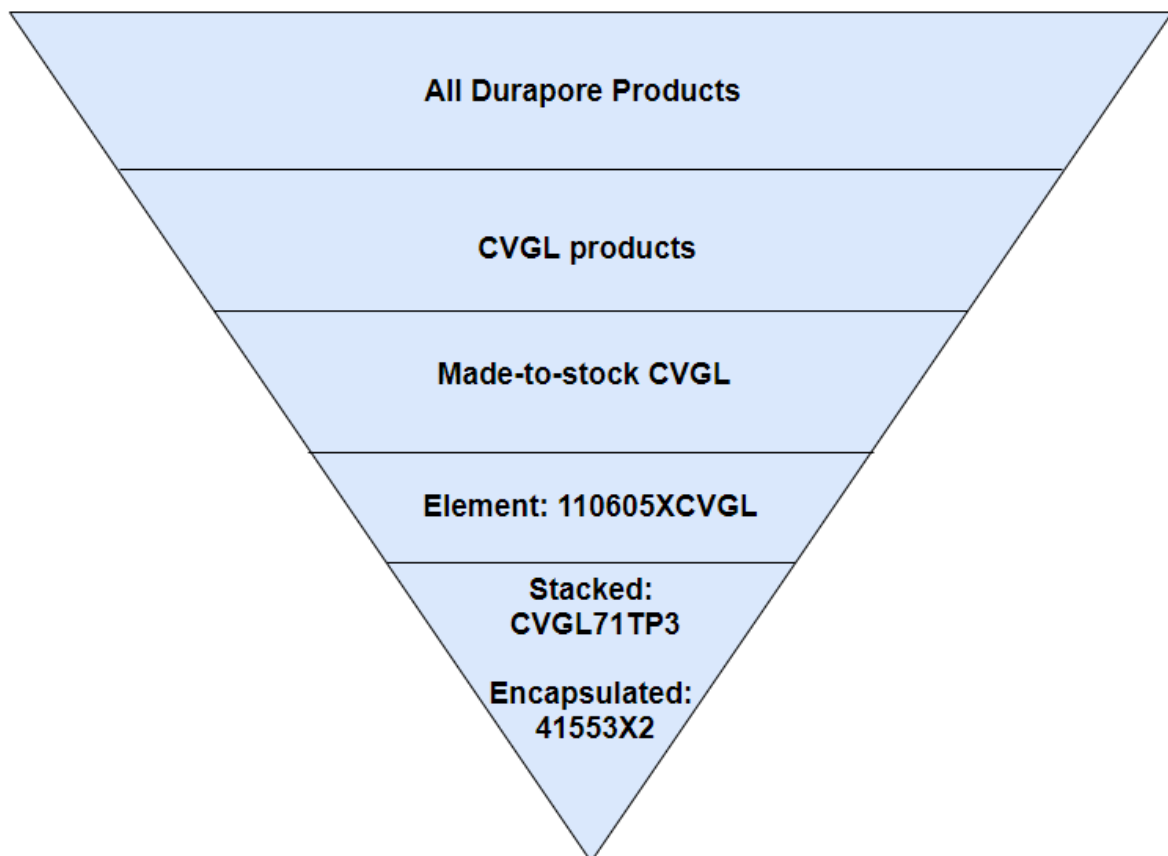 All Durapore Products
CVGL products
Made-to-stock CVGL
Element: 110605XCVGL
Stacked:
CVGL71TP3
Encapsulated:
41553X2